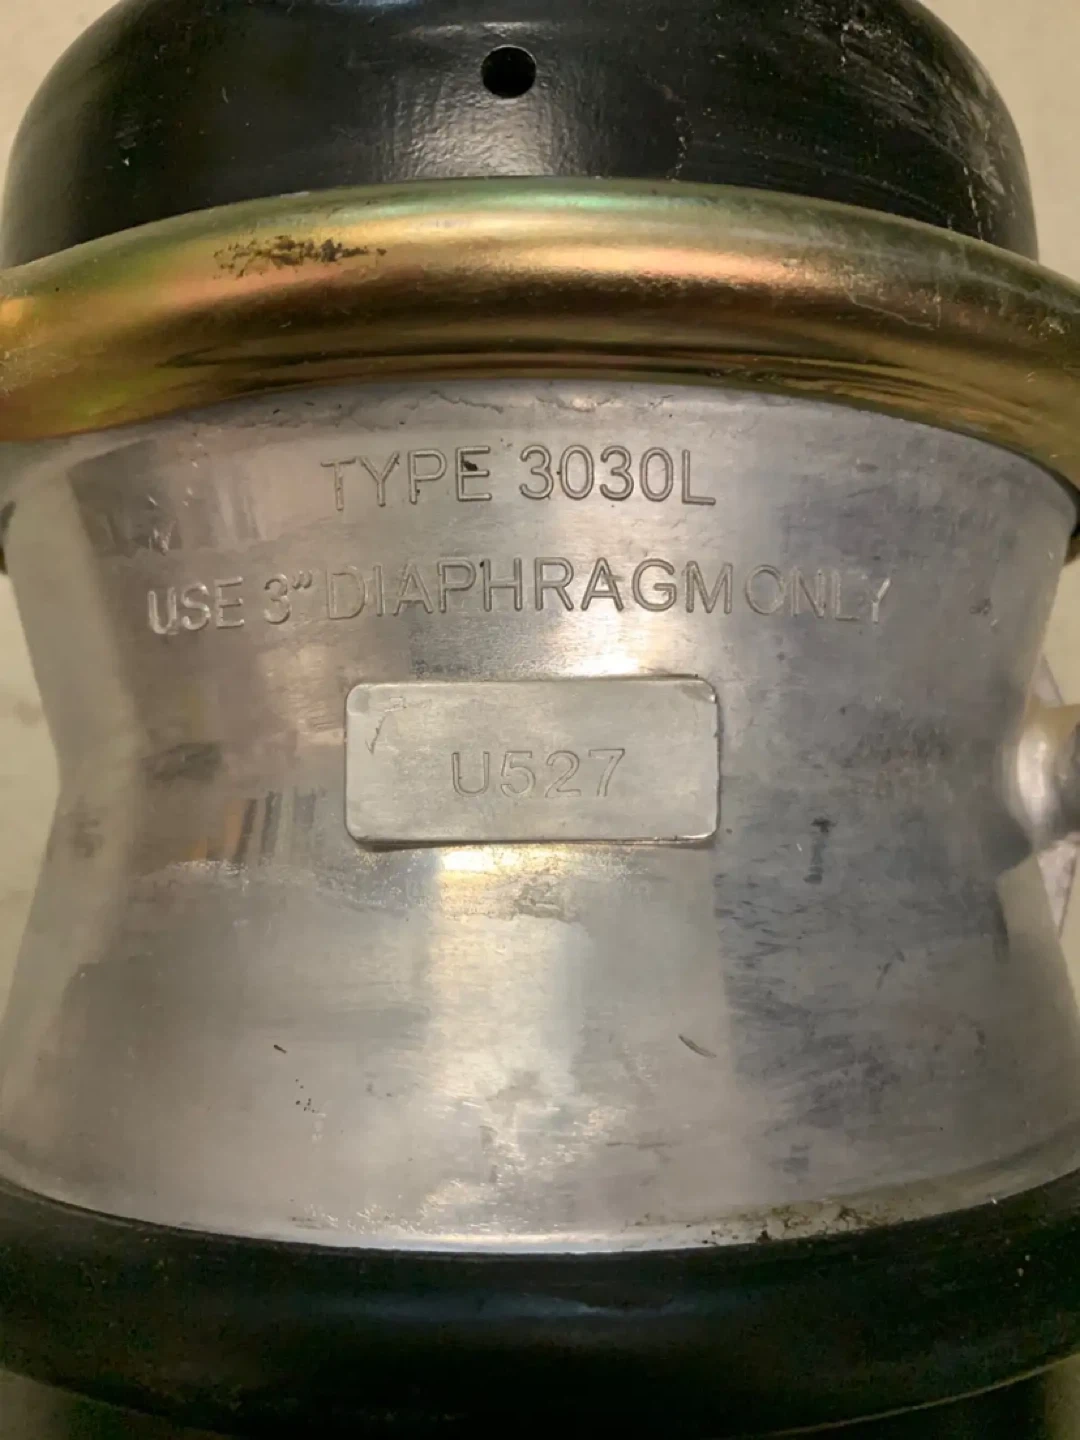 TYPE 3030L
USE 3" DIAPHRAGM ONLY
U527